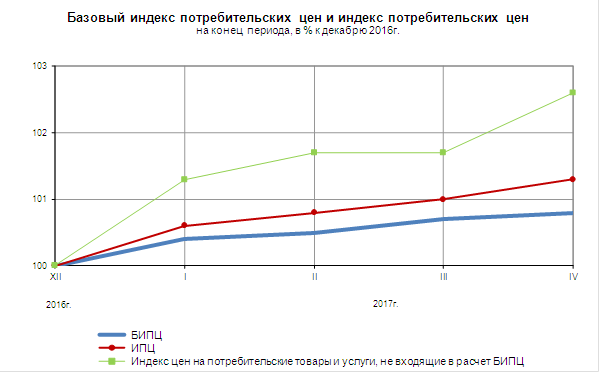 Базовый индекс потребительских цен и индекс потребительских цен
на конец периода, в % к декабрю 2016г.
103
102
101
100
XII I II III IV
2016г. 2017г.
БИПЦ
ИПЦ
Индекс цен на потребительские товары и услуги, не входящие в расчет БИПЦ